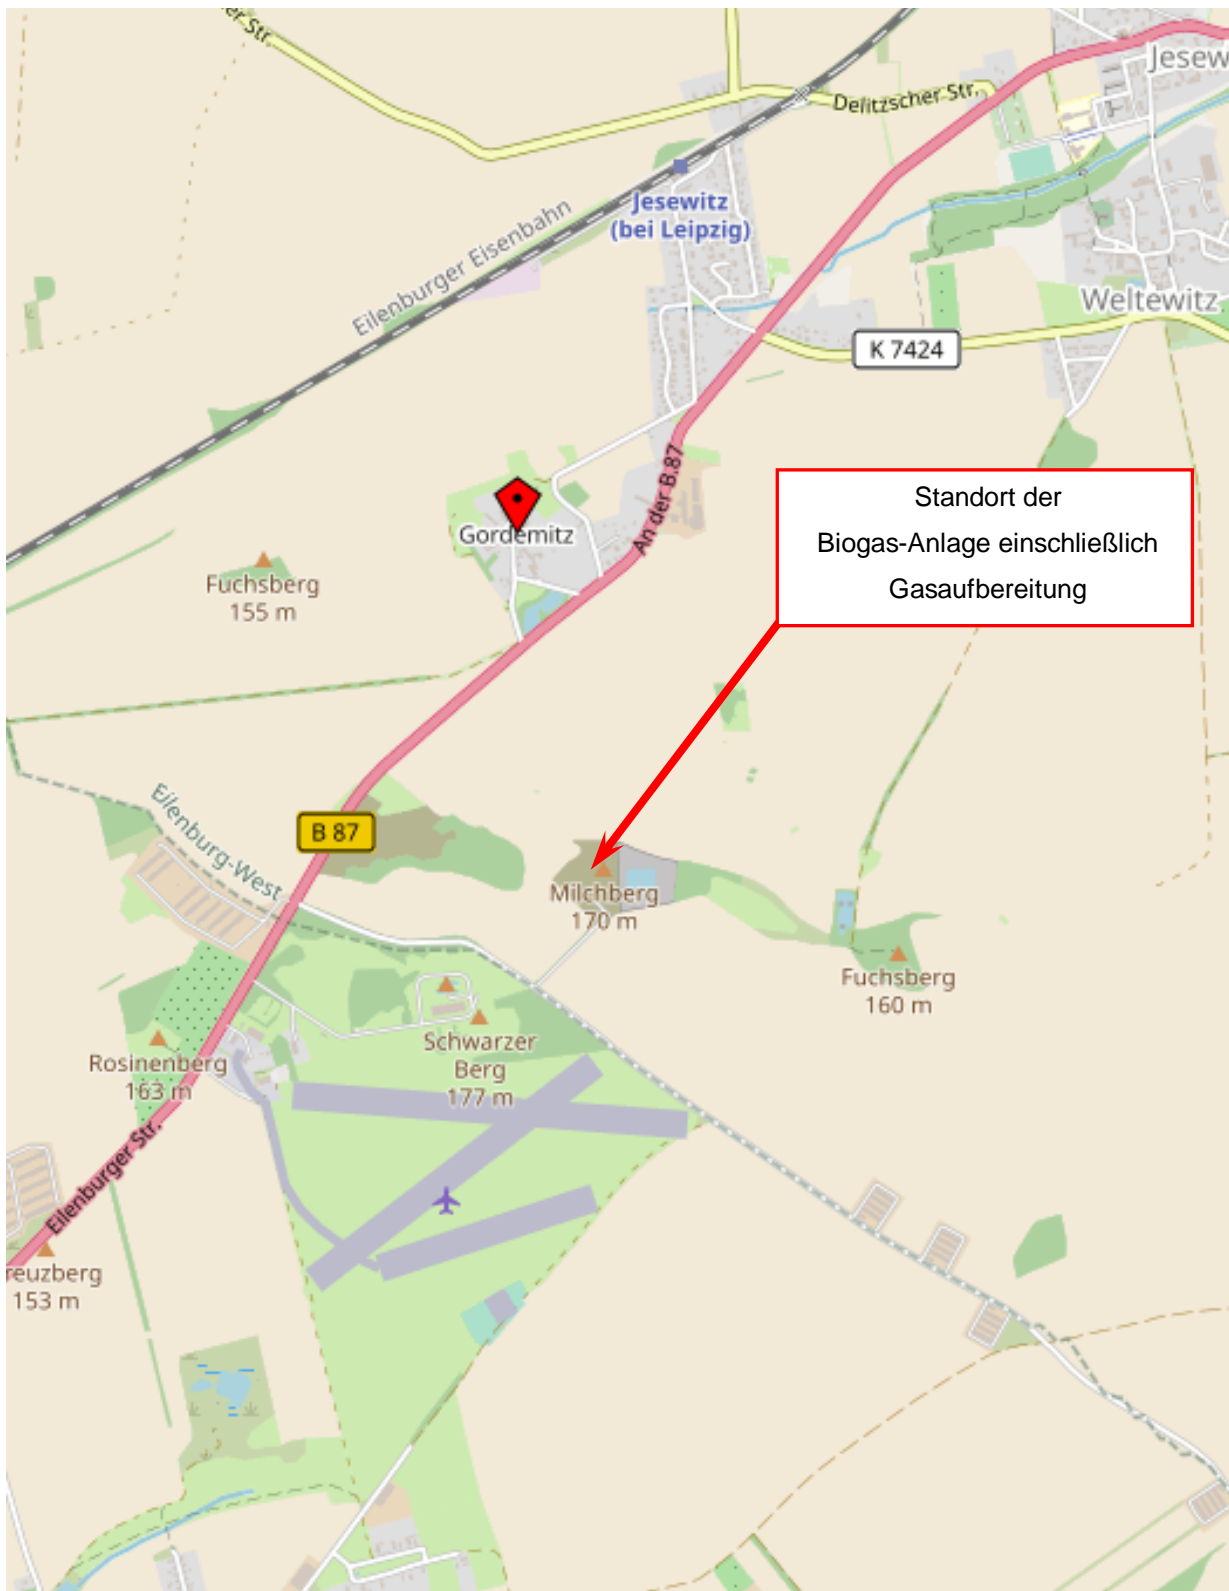 er Str.
Delitzscher Str.
Jesew
Jesewitz
(bei Leipzig)
Eilenburger Eisenbahn
Weltewitz
K 7424
An der B 87
Gordemitz
Standort der
Biogas-Anlage einschließlich
Gasaufbereitung
Fuchsberg
155 m
Eilenburg-West
B 87
Milchberg
170 m
Fuchsberg
160 m
Schwarzer
Berg
177 m
Rosinenberg
163 m
Eilenburger Str.
reuzberg
153 m